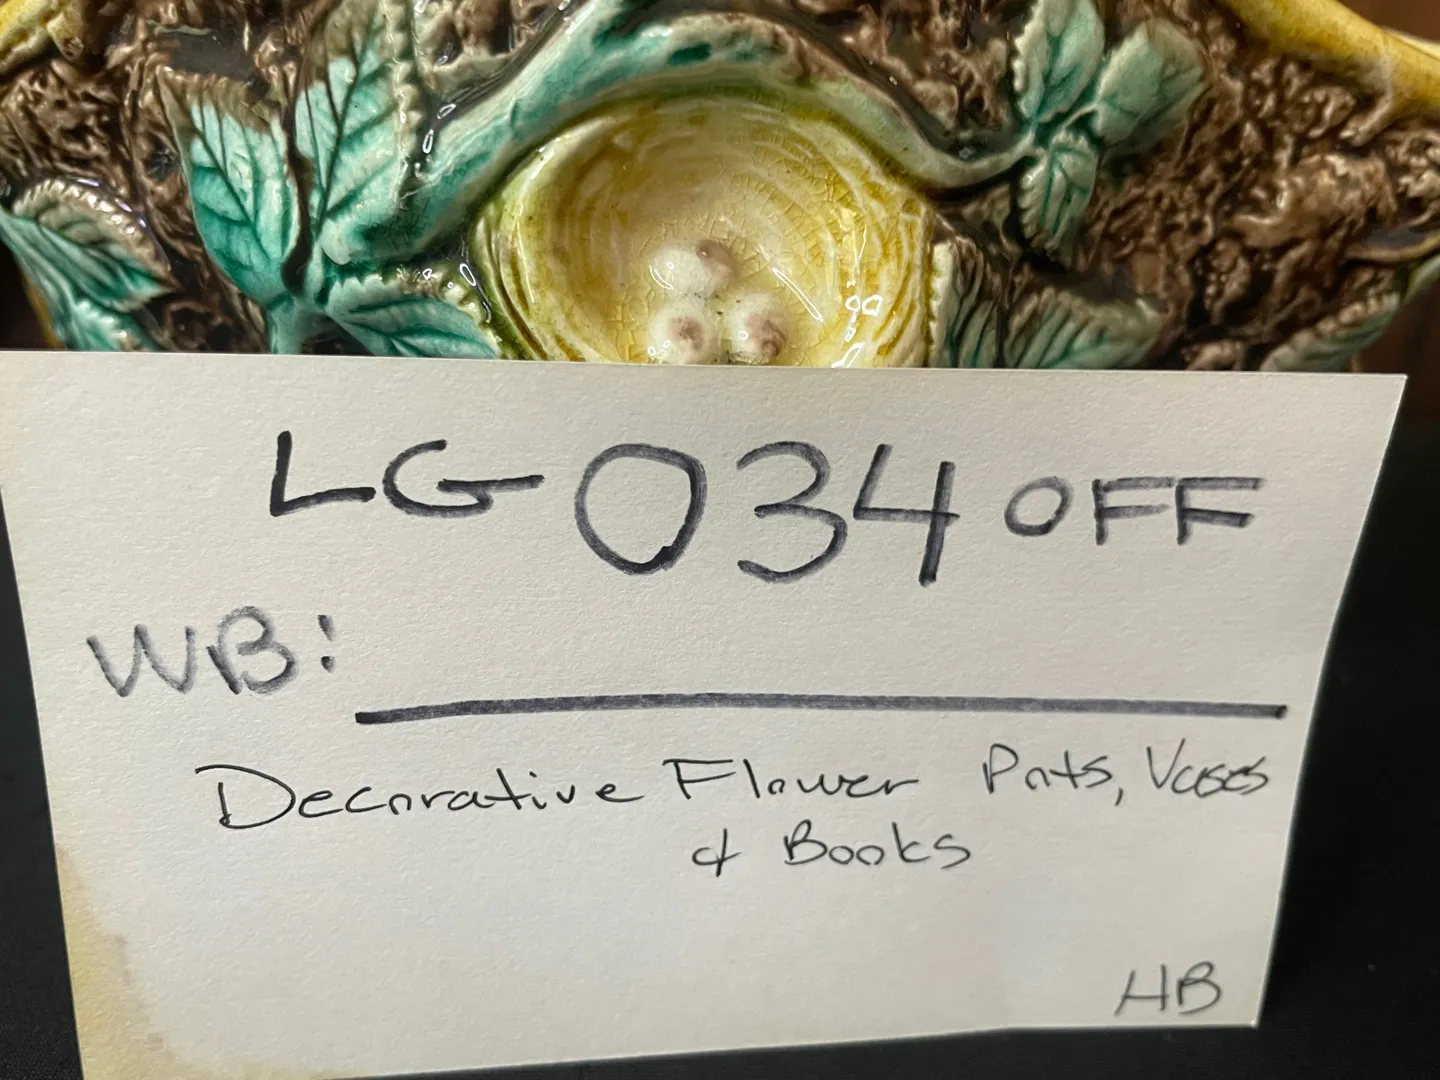 LG-034 OFF
WB:
Decorative Flower Pots, Vases
& Books
HB